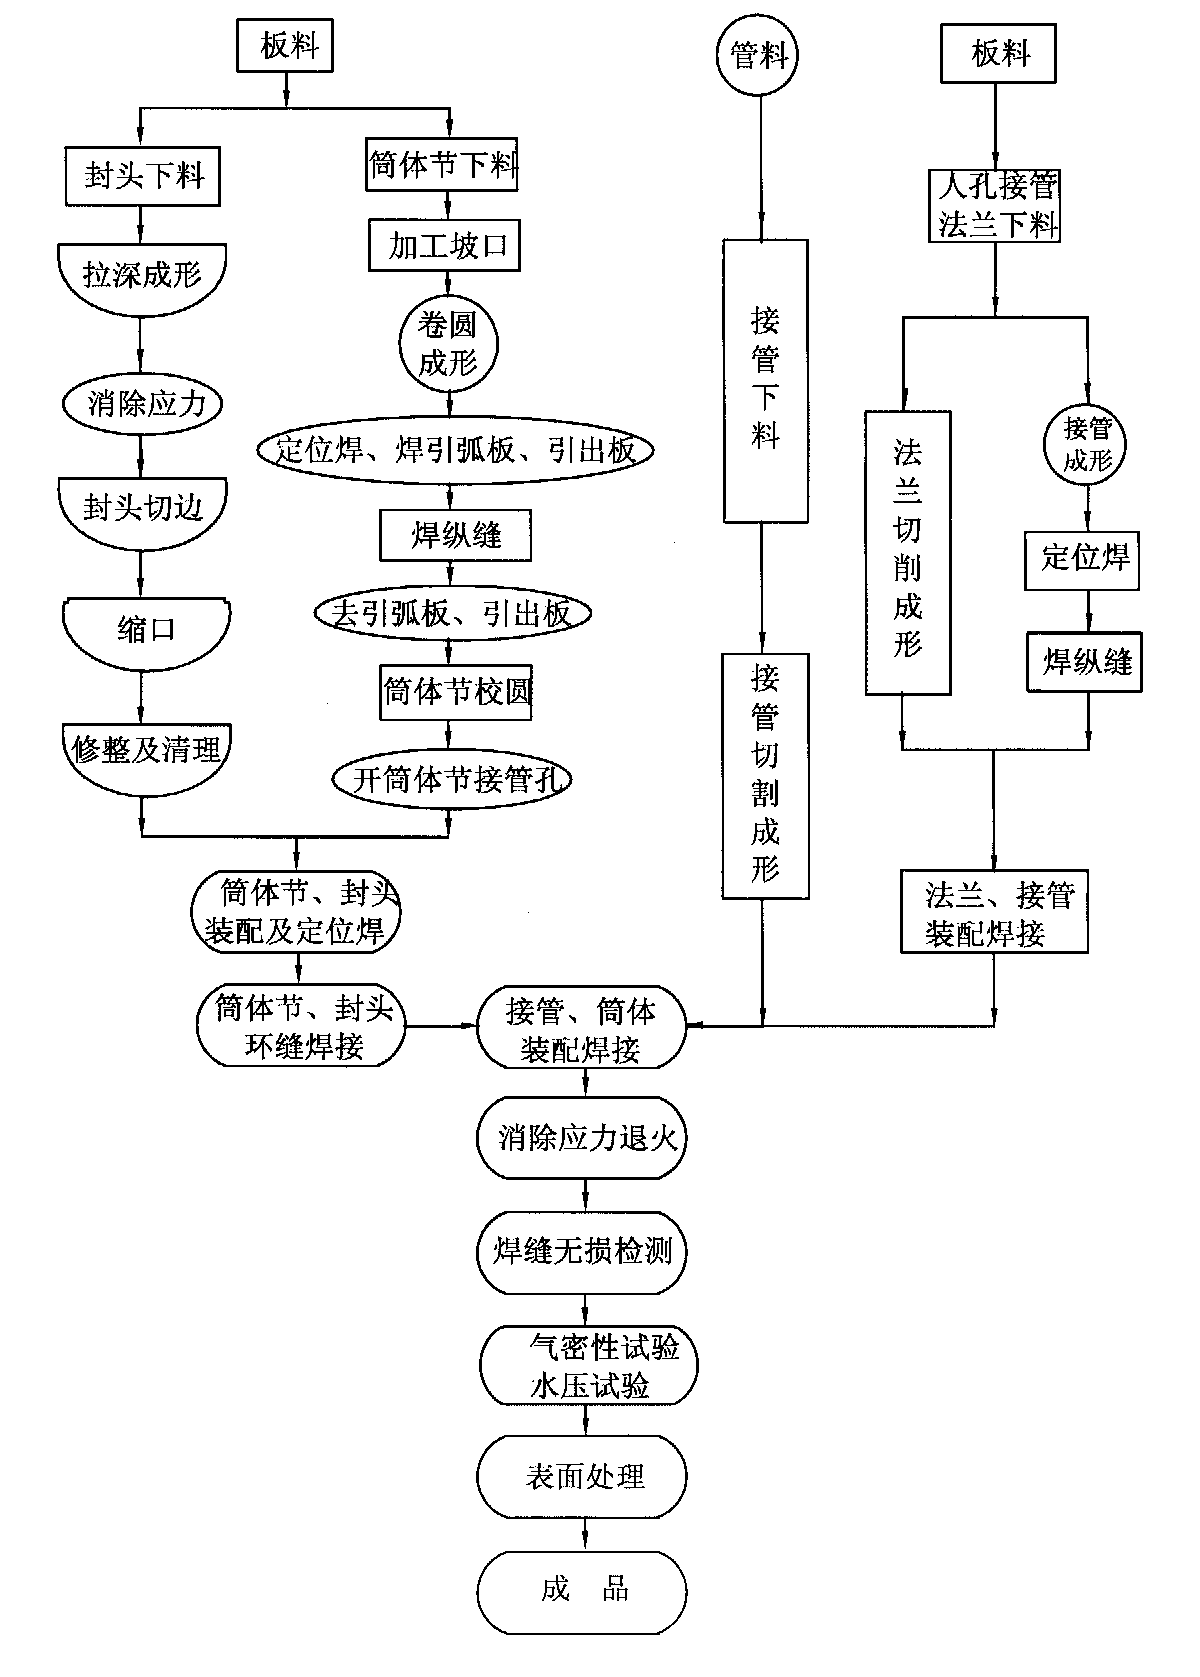 板料
封头下料
拉深成形
消除应力
封头切边
缩口
修整及清理
筒体节下料
加工坡口
卷圆
成形
定位焊、焊引弧板、引出板
焊纵缝
去引弧板、引出板
筒体节校圆
开筒体节接管孔
筒体节、封头
装配及定位焊
筒体节、封头
环缝焊接
管料
接管下料
接管切割成形
板料
人孔接管
法兰下料
法兰切削成形
接管
成形
定位焊
焊纵缝
法兰、接管
装配焊接
接管、筒体
装配焊接
消除应力退火
焊缝无损检测
气密性试验
水压试验
表面处理
成 品